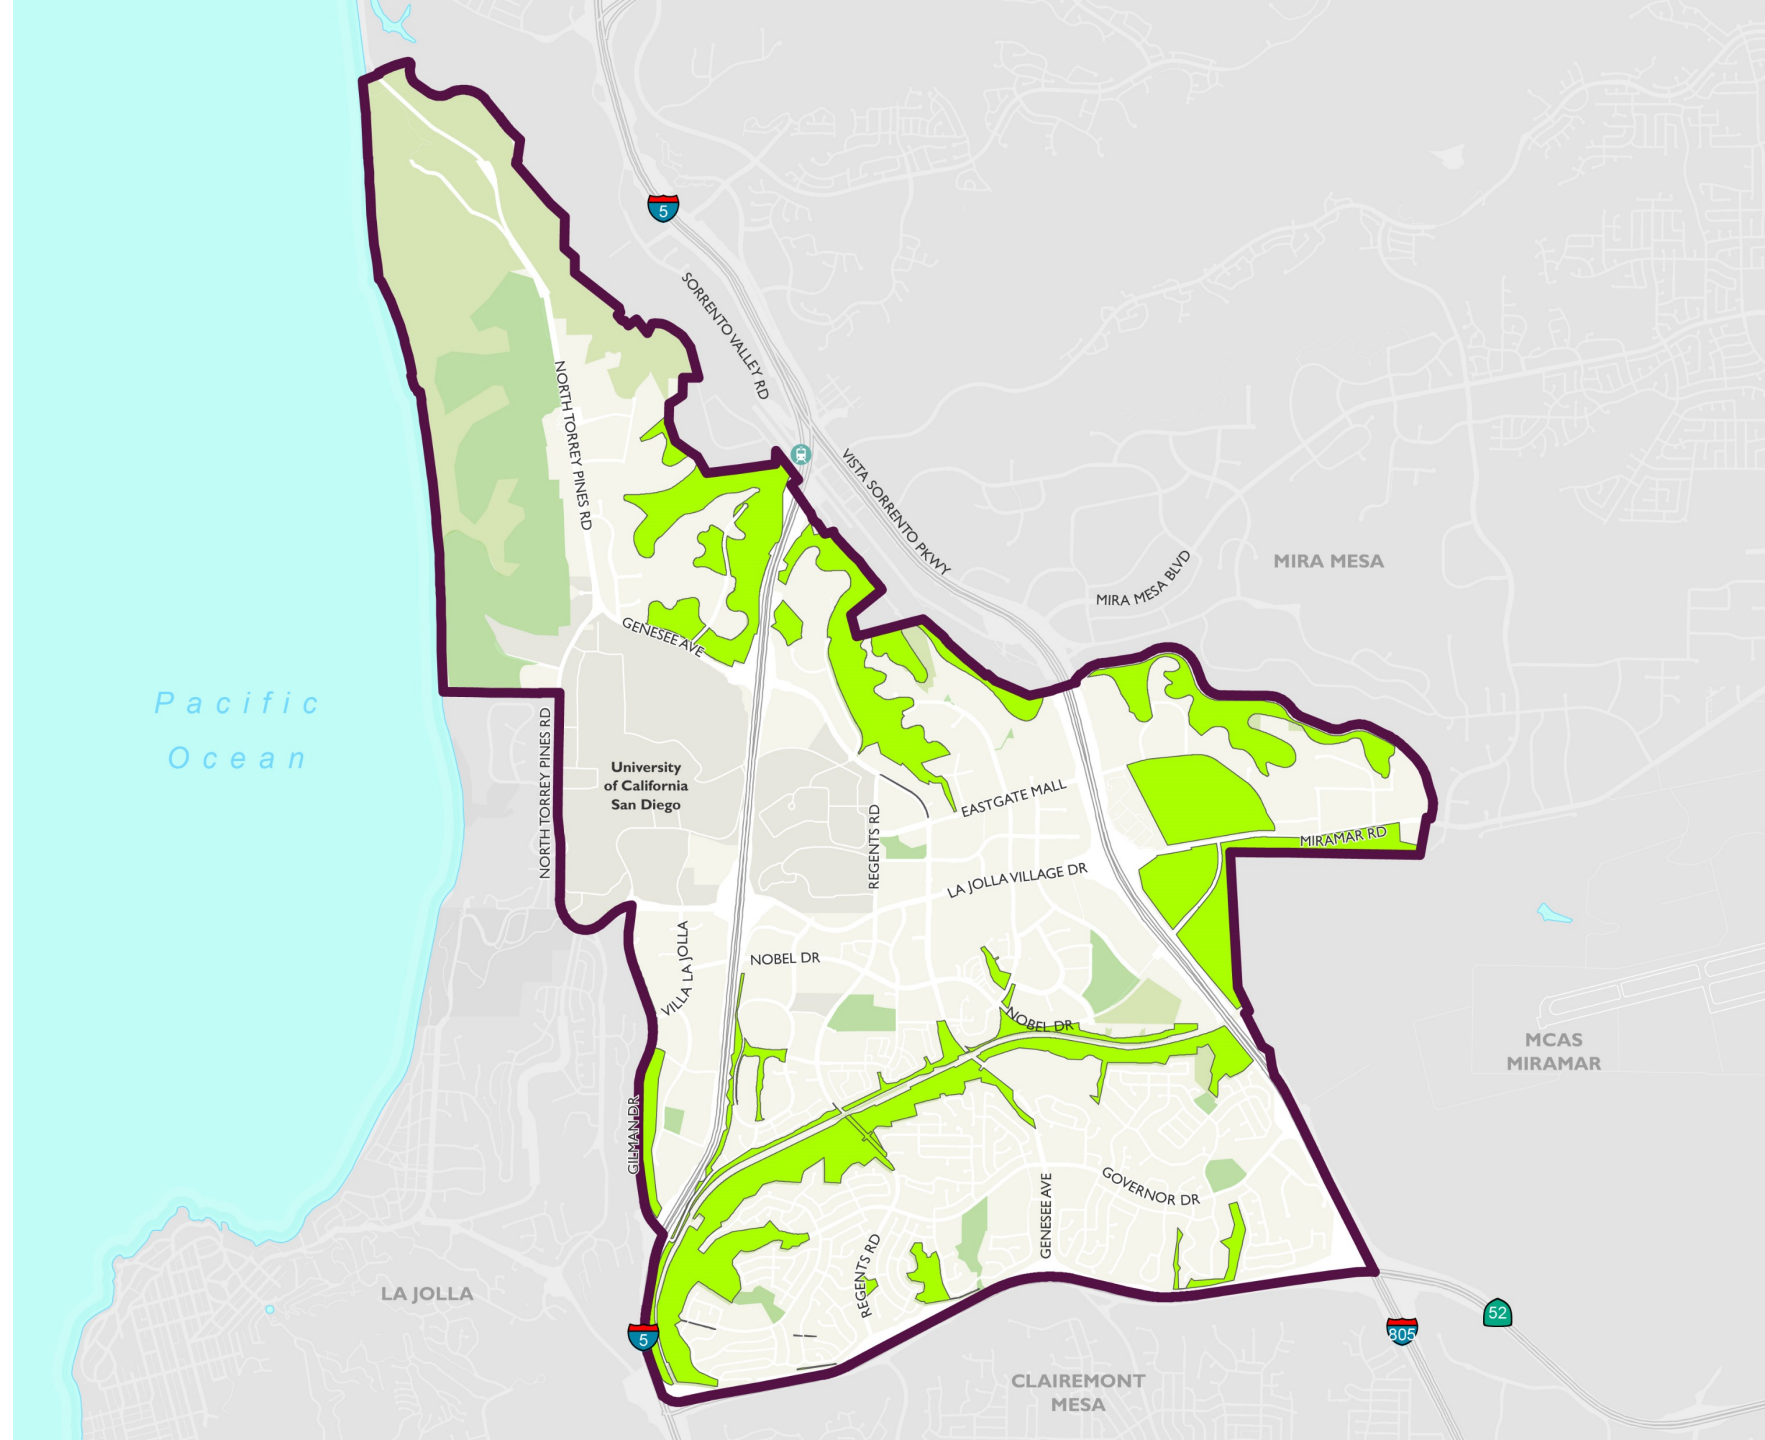 5
SORRENTO VALLEY RD
NORTH TORREY PINES RD
VISTA SORRENTO PKWY
MIRA MESA
MIRA MESA BLVD
GENESEE AVE
Pacific
Ocean
NORTH TORREY PINES RD
University
of California
San Diego
EASTGATE MALL
REGENTS RD
MIRAMAR RD
LA JOLLA VILLAGE DR
VILLA LA JOLLA
NOBEL DR
NOBEL DR
MCAS
MIRAMAR
GILMAN DR
GOVERNOR DR
GENESEE AVE
REGENTS RD
LA JOLLA
52
5
805
CLAIREMONT
MESA